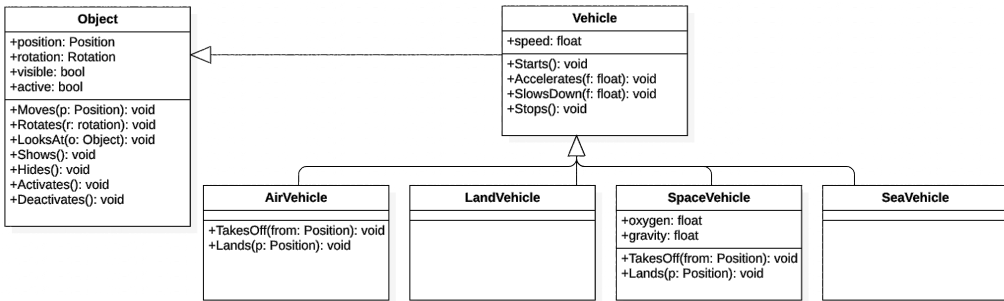 Object
+position: Position
+rotation: Rotation
+visible: bool
+active: bool
+Moves(p: Position): void
+Rotates(r: rotation): void
+LooksAt(o: Object): void
+Shows(): void
+Hides(): void
+Activates(): void
+Deactivates(): void
Vehicle
+speed: float
+Starts(): void
+Accelerates(f: float): void
+SlowsDown(f: float): void
+Stops(): void
AirVehicle
+TakesOff(from: Position): void
+Lands(p: Position): void
LandVehicle
SpaceVehicle
+oxygen: float
+gravity: float
+TakesOff(from: Position): void
+Lands(p: Position): void
SeaVehicle